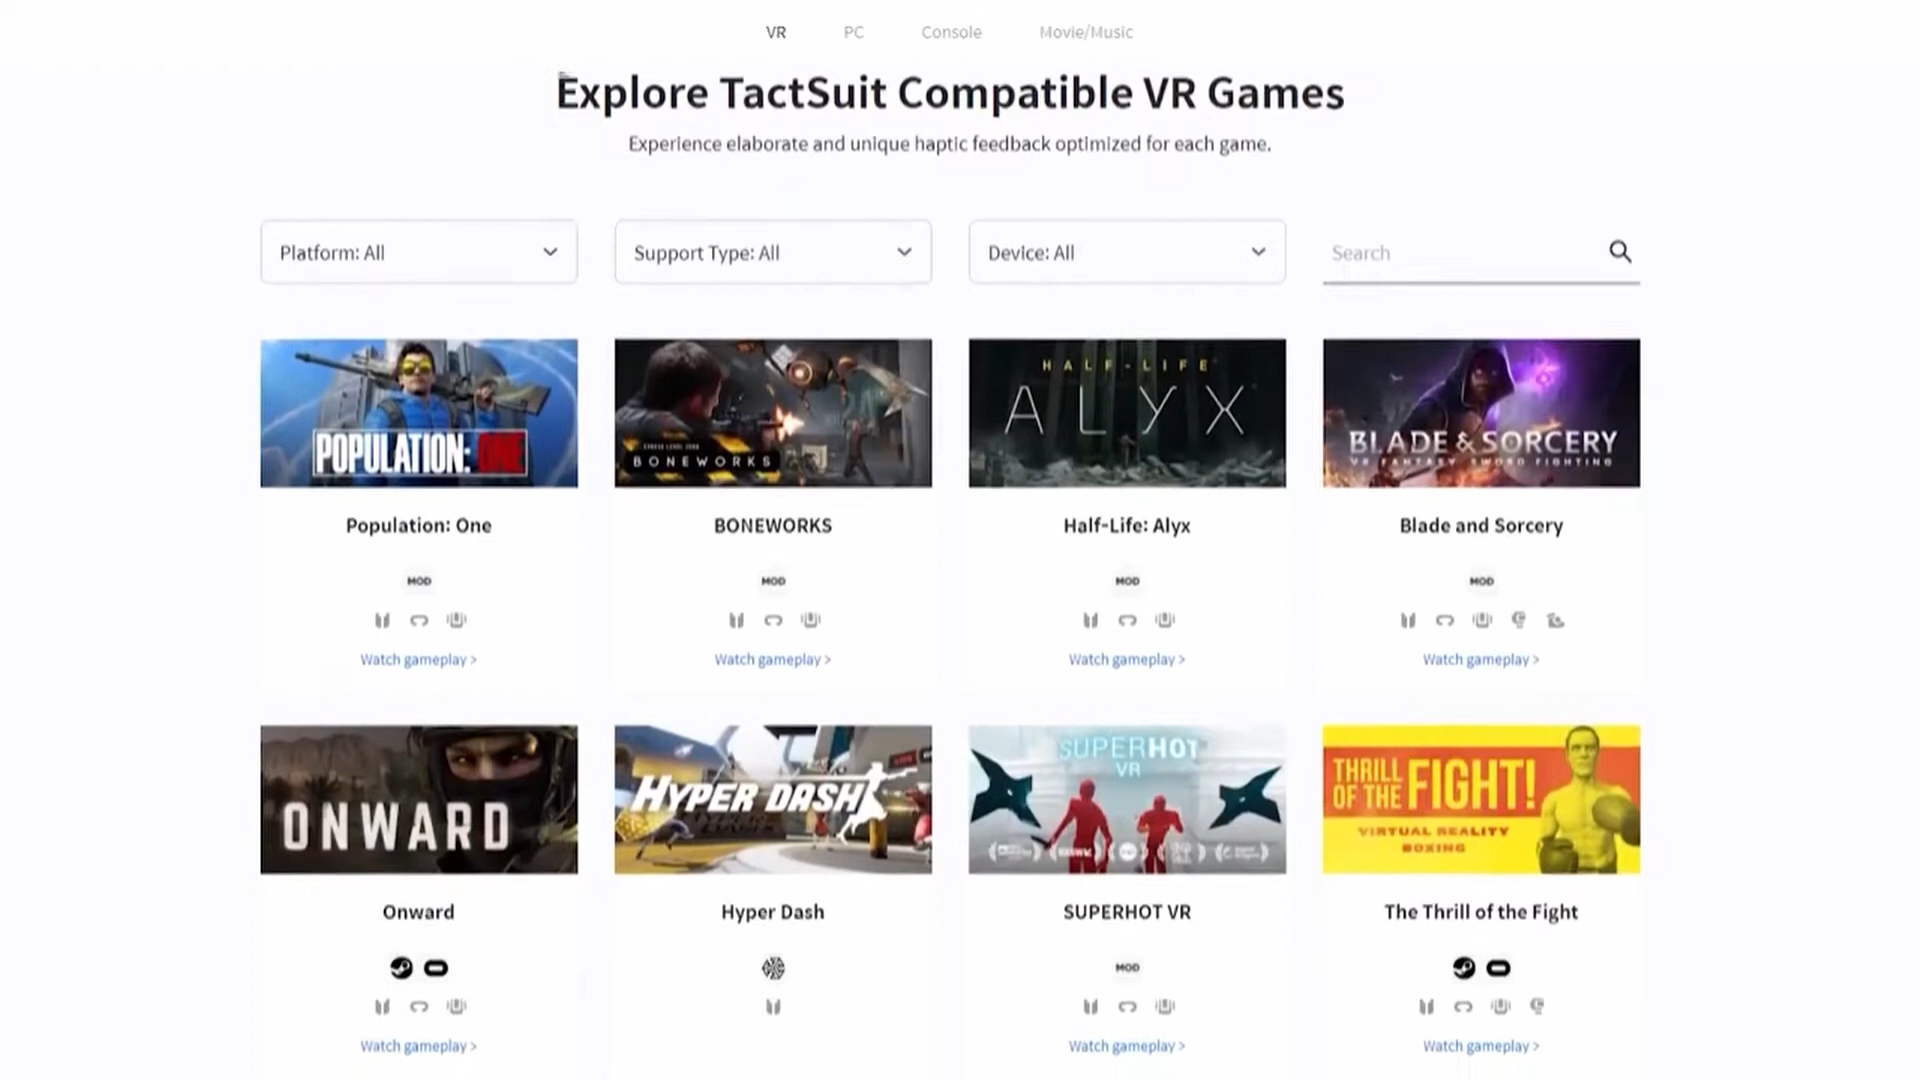 VR PC Console Movie/Music
Explore TactSuit Compatible VR Games
Experience elaborate and unique haptic feedback optimized for each game.
Platform: All Support Type: All Device: All Search
POPULATION: ONE
BONEWORKS
HALF-LIFE
ALYX
BLADE & SORCERY
VR FANTASY SWORD FIGHTING
Population: One BONEWORKS Half-Life: Alyx Blade and Sorcery
MOD MOD MOD MOD
Watch gameplay > Watch gameplay > Watch gameplay > Watch gameplay >
ONWARD
HYPER DASH
SUPERHOT
VR
THRILL
OF THE FIGHT!
VIRTUAL REALITY
BOXING
Onward Hyper Dash SUPERHOT VR The Thrill of the Fight
MOD
Watch gameplay > Watch gameplay > Watch gameplay >